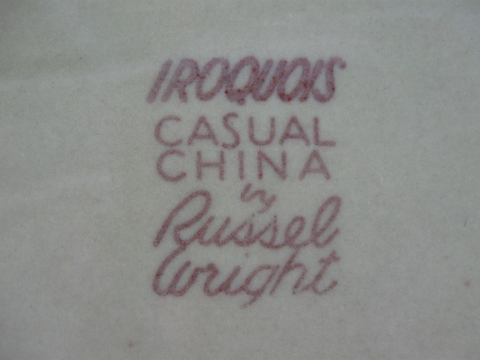 IROQUOIS
CASUAL
CHINA
by
Russel
Wright